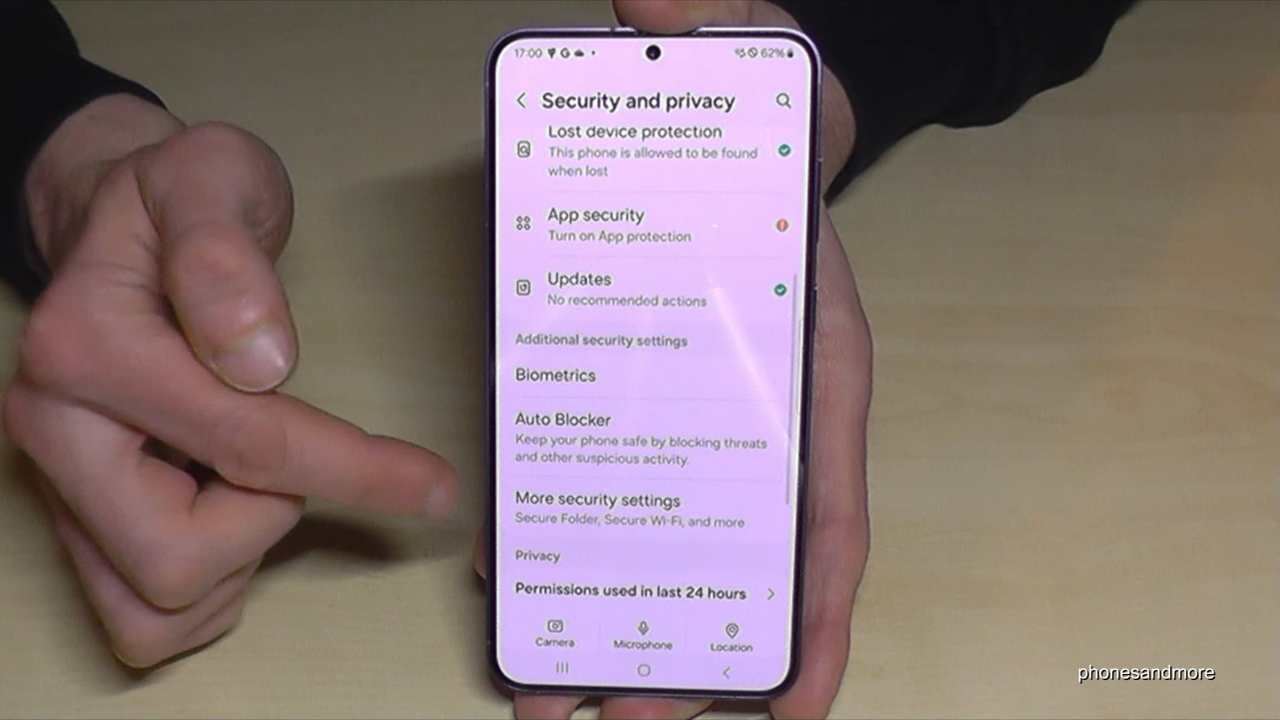 17:00 G 62%
Security and privacy
Lost device protection
This phone is allowed to be found
when lost
App security
Turn on App protection
Updates
No recommended actions
Additional security settings
Biometrics
Auto Blocker
Keep your phone safe by blocking threats
and other suspicious activity.
More security settings
Secure Folder, Secure Wi-Fi, and more
Privacy
Permissions used in last 24 hours
Camera Microphone Location
phonesandmore